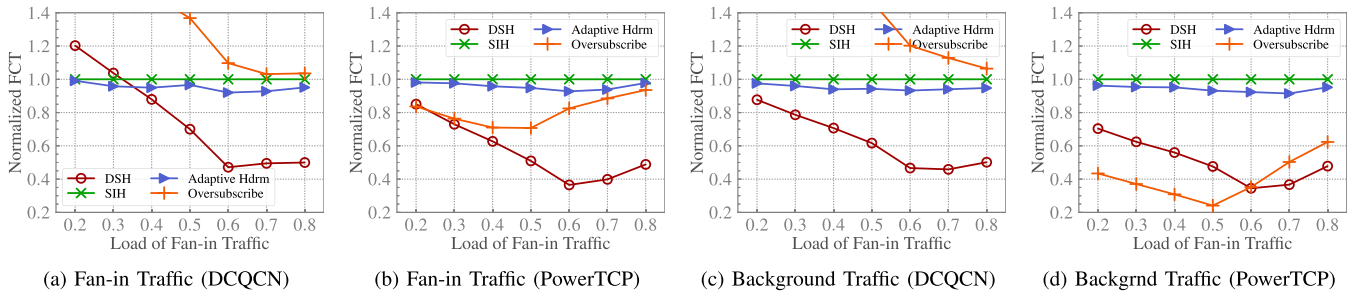 1.4
1.2
1.0
0.8
0.6
0.4
0.2
Normalized FCT
DSH
SIH
Adaptive Hdrm
Oversubscribe
0.2 0.3 0.4 0.5 0.6 0.7 0.8
Load of Fan-in Traffic
(a) Fan-in Traffic (DCQCN)
1.4
1.2
1.0
0.8
0.6
0.4
0.2
Normalized FCT
DSH
SIH
Adaptive Hdrm
Oversubscribe
0.2 0.3 0.4 0.5 0.6 0.7 0.8
Load of Fan-in Traffic
(b) Fan-in Traffic (PowerTCP)
1.4
1.2
1.0
0.8
0.6
0.4
0.2
Normalized FCT
DSH
SIH
Adaptive Hdrm
Oversubscribe
0.2 0.3 0.4 0.5 0.6 0.7 0.8
Load of Fan-in Traffic
(c) Background Traffic (DCQCN)
1.4
1.2
1.0
0.8
0.6
0.4
0.2
Normalized FCT
DSH
SIH
Adaptive Hdrm
Oversubscribe
0.2 0.3 0.4 0.5 0.6 0.7 0.8
Load of Fan-in Traffic
(d) Backgrnd Traffic (PowerTCP)